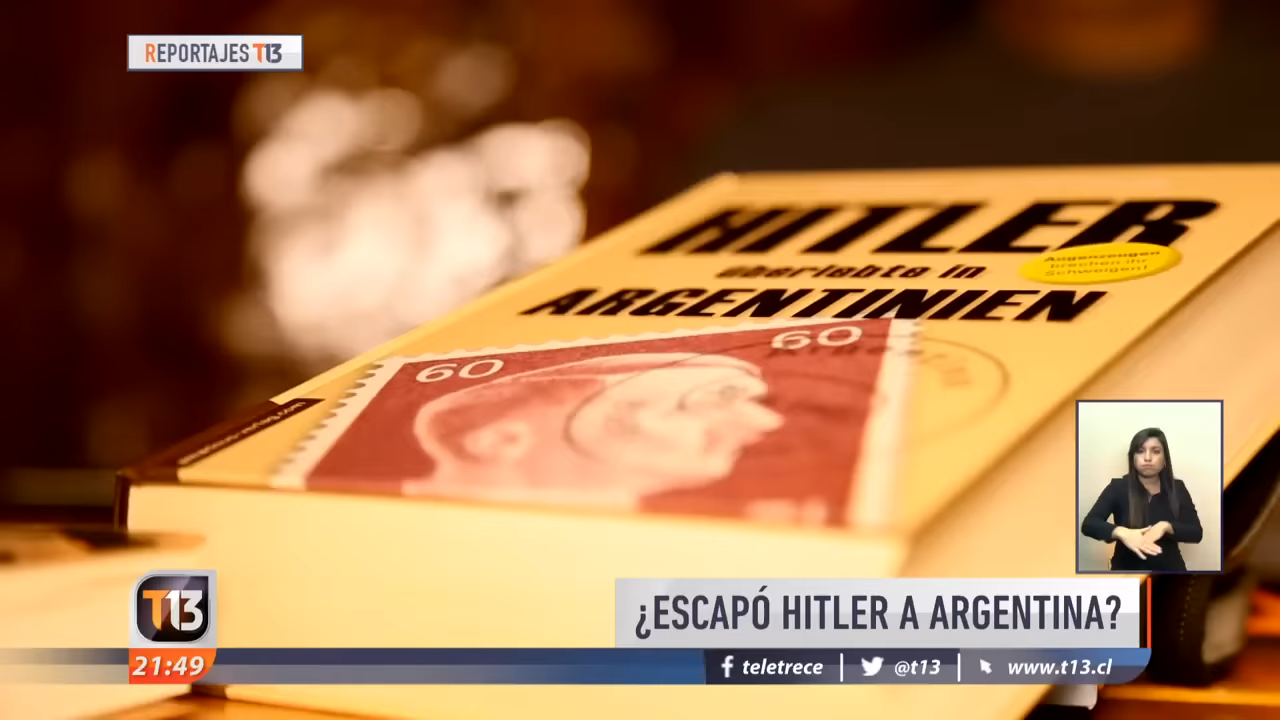 REPORTAJES T13
HITLER
überlebte in
ARGENTINIEN
Augenzeugen
brechen ihr
Schweigen!
60
60
¿ESCAPÓ HITLER A ARGENTINA?
T13
21:49
teletrece
@t13
www.t13.cl